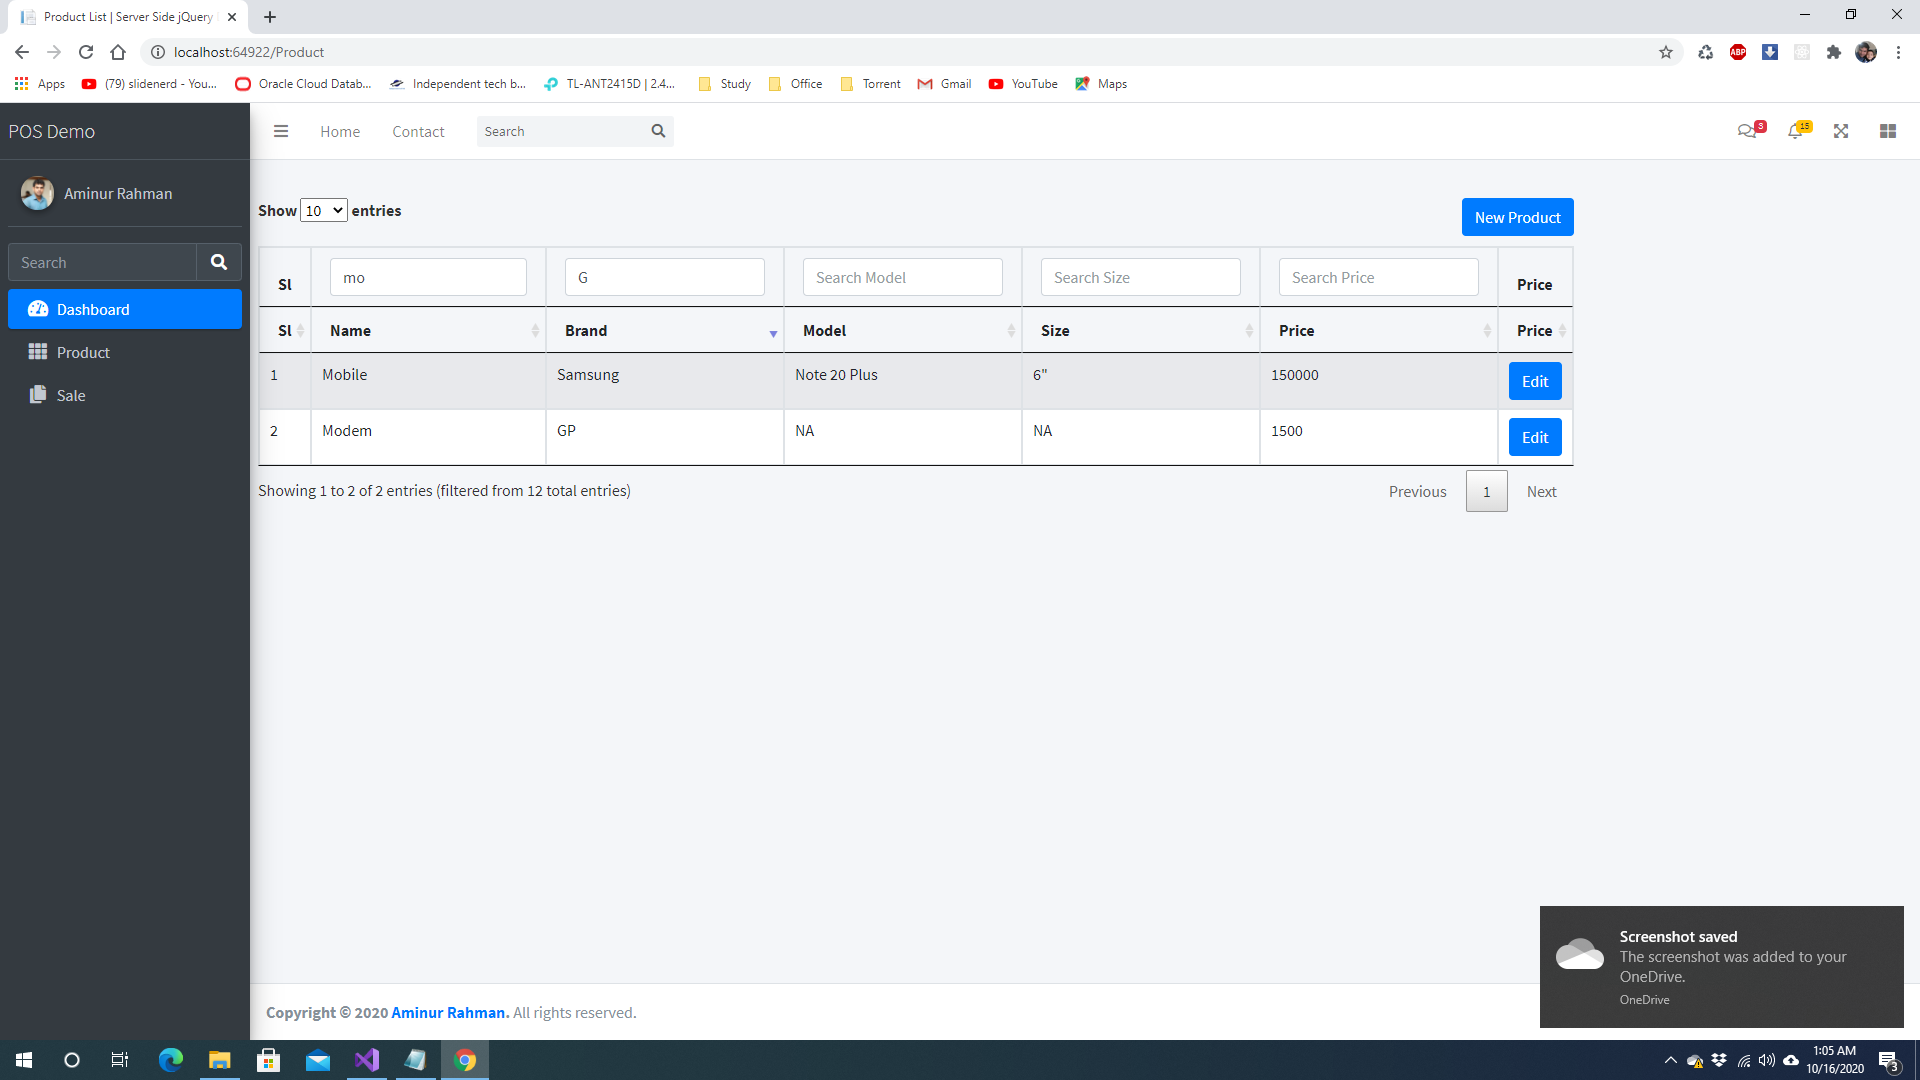 Product List | Server Side jQuery
localhost:64922/Product
ABP
Apps (79) slidenerd - You... Oracle Cloud Datab... Independent tech b... TL-ANT2415D | 2.4... Study Office Torrent Gmail YouTube Maps
POS Demo
Home Contact Search
3 15
Aminur Rahman
Search
Dashboard
Product
Sale
Show 10 entries
New Product
Sl mo G Search Model Search Size Search Price Price
Sl Name Brand Model Size Price Price
1 Mobile Samsung Note 20 Plus 6" 150000 Edit
2 Modem GP NA NA 1500 Edit
Showing 1 to 2 of 2 entries (filtered from 12 total entries)
Previous 1 Next
Screenshot saved
The screenshot was added to your
OneDrive.
OneDrive
Copyright © 2020 Aminur Rahman. All rights reserved.
1:05 AM
10/16/2020
3